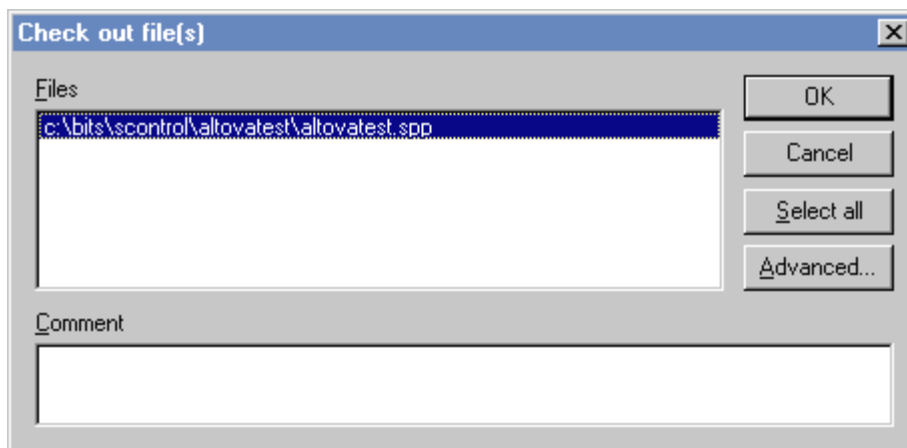 Check out file(s)
Files
OK
c:\bits\scontrol\altovatest\altovatest.spp
Cancel
Select all
Advanced...
Comment